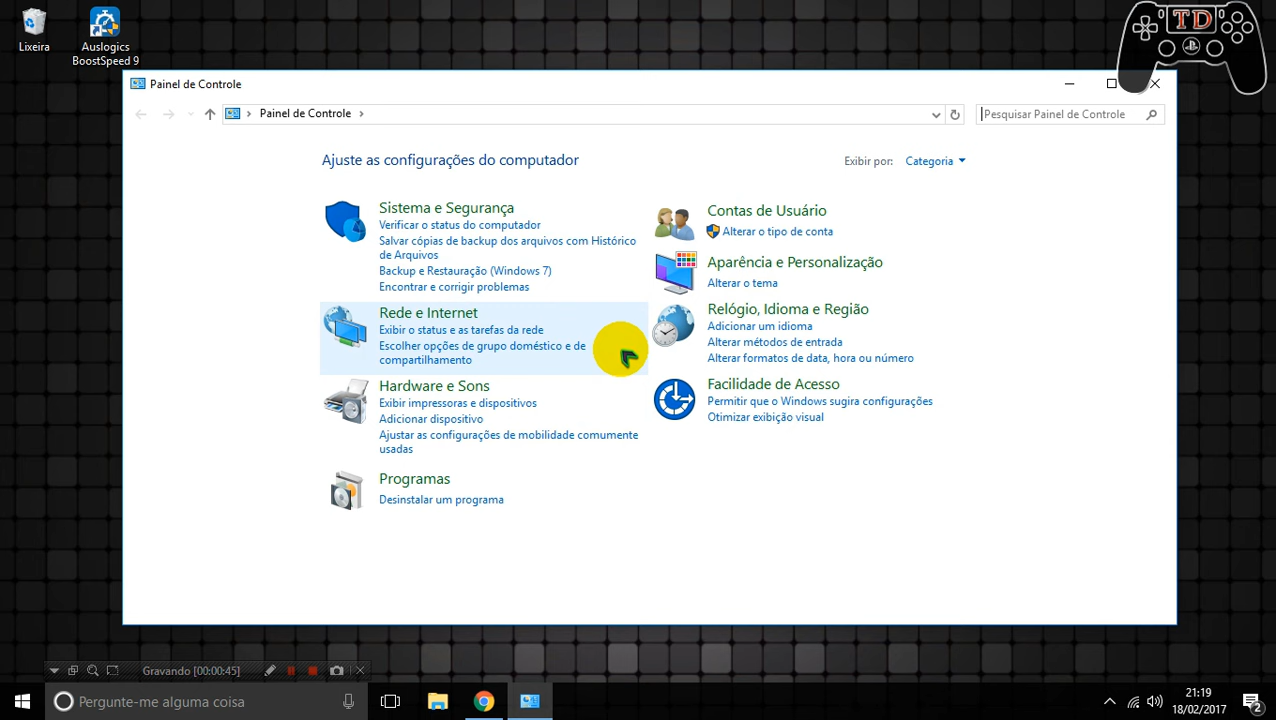 Lixeira
Auslogics
BoostSpeed 9
TD
Painel de Controle
Painel de Controle
Pesquisar Painel de Controle
Ajuste as configurações do computador
Exibir por:
Categoria
Sistema e Segurança
Verificar o status do computador
Salvar cópias de backup dos arquivos com Histórico
de Arquivos
Backup e Restauração (Windows 7)
Encontrar e corrigir problemas
Rede e Internet
Exibir o status e as tarefas da rede
Escolher opções de grupo doméstico e de
compartilhamento
Hardware e Sons
Exibir impressoras e dispositivos
Adicionar dispositivo
Ajustar as configurações de mobilidade comumente
usadas
Programas
Desinstalar um programa
Contas de Usuário
Alterar o tipo de conta
Aparência e Personalização
Alterar o tema
Relógio, Idioma e Região
Adicionar um idioma
Alterar métodos de entrada
Alterar formatos de data, hora ou número
Facilidade de Acesso
Permitir que o Windows sugira configurações
Otimizar exibição visual
Gravando [00:00:45]
Pergunte-me alguma coisa
21:19
18/02/2017
2